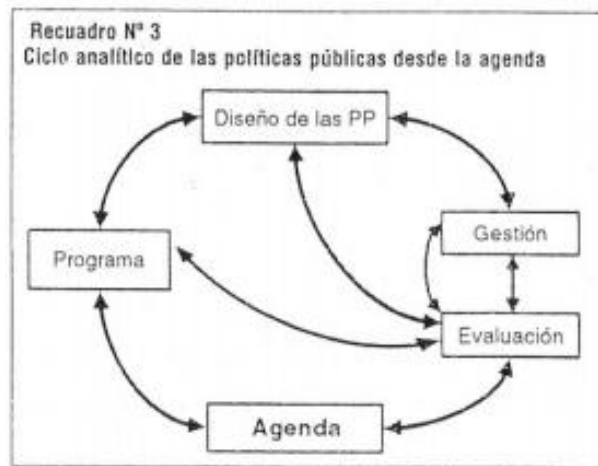 Recuadro Nº 3
Ciclo analítico de las políticas públicas desde la agenda
Diseño de las PP
Gestión
Programa
Evaluación
Agenda